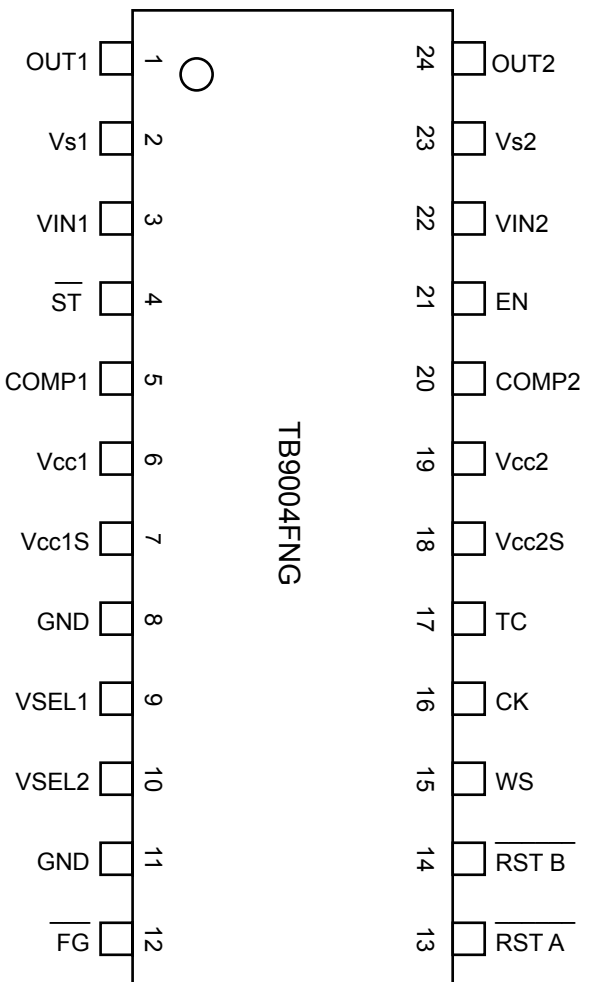 OUT1 1 24 OUT2
Vs1 2 23 Vs2
VIN1 3 22 VIN2
ST 4 21 EN
COMP1 5 20 COMP2
Vcc1 6 19 Vcc2
TB9004FNG
Vcc1S 7 18 Vcc2S
GND 8 17 TC
VSEL1 9 16 CK
VSEL2 10 15 WS
GND 11 14 RST B
FG 12 13 RST A